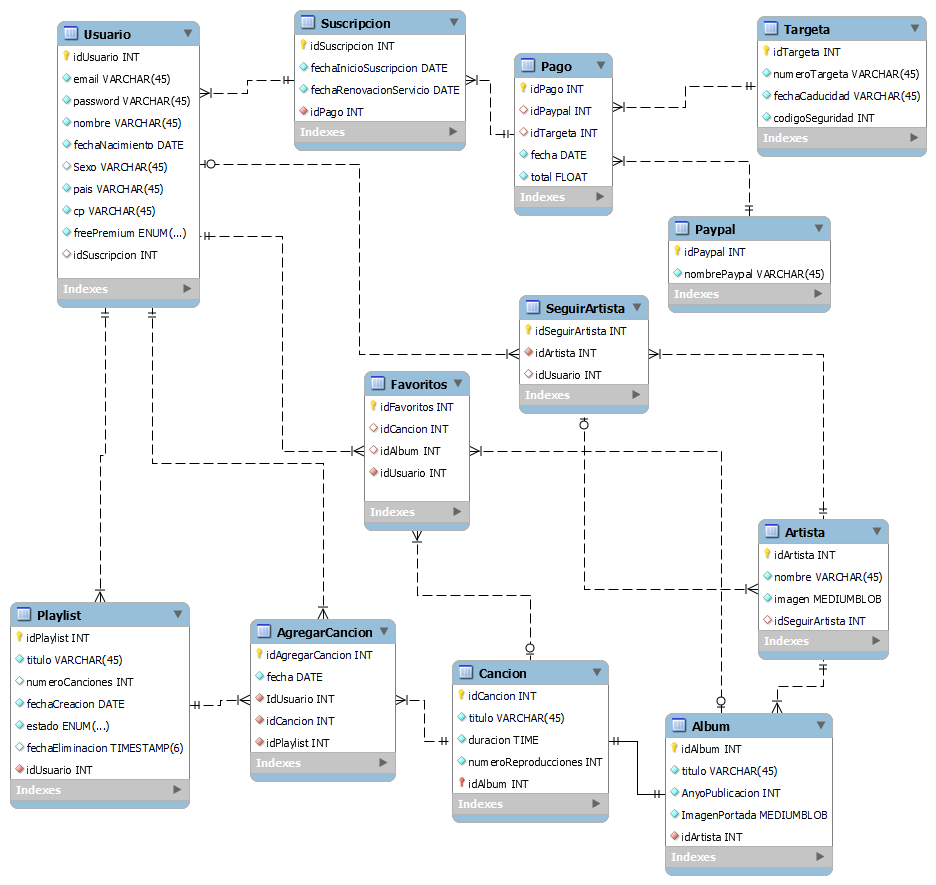 Usuario
idUsuario INT
email VARCHAR(45)
password VARCHAR(45)
nombre VARCHAR(45)
fechaNacimiento DATE
Sexo VARCHAR(45)
pais VARCHAR(45)
cp VARCHAR(45)
freePremium ENUM(...)
idSuscripcion INT
Indexes
Suscripcion
idSuscripcion INT
fechaInicioSuscripcion DATE
fechaRenovacionServicio DATE
idPago INT
Indexes
Pago
idPago INT
idPaypal INT
idTargeta INT
fecha DATE
total FLOAT
Indexes
Targeta
idTargeta INT
numeroTargeta VARCHAR(45)
fechaCaducidad VARCHAR(45)
codigoSeguridad INT
Indexes
Paypal
idPaypal INT
nombrePaypal VARCHAR(45)
Indexes
SeguirArtista
idSeguirArtista INT
idArtista INT
idUsuario INT
Indexes
Favoritos
idFavoritos INT
idCancion INT
idAlbum INT
idUsuario INT
Indexes
Artista
idArtista INT
nombre VARCHAR(45)
imagen MEDIUMBLOB
idSeguirArtista INT
Indexes
Playlist
idPlaylist INT
titulo VARCHAR(45)
numeroCanciones INT
fechaCreacion DATE
estado ENUM(...)
fechaEliminacion TIMESTAMP(6)
idUsuario INT
Indexes
AgregarCancion
idAgregarCancion INT
fecha DATE
IdUsuario INT
idCancion INT
idPlaylist INT
Indexes
Cancion
idCancion INT
titulo VARCHAR(45)
duracion TIME
numeroReproducciones INT
idAlbum INT
Indexes
Album
idAlbum INT
titulo VARCHAR(45)
AnyoPublicacion INT
ImagenPortada MEDIUMBLOB
idArtista INT
Indexes